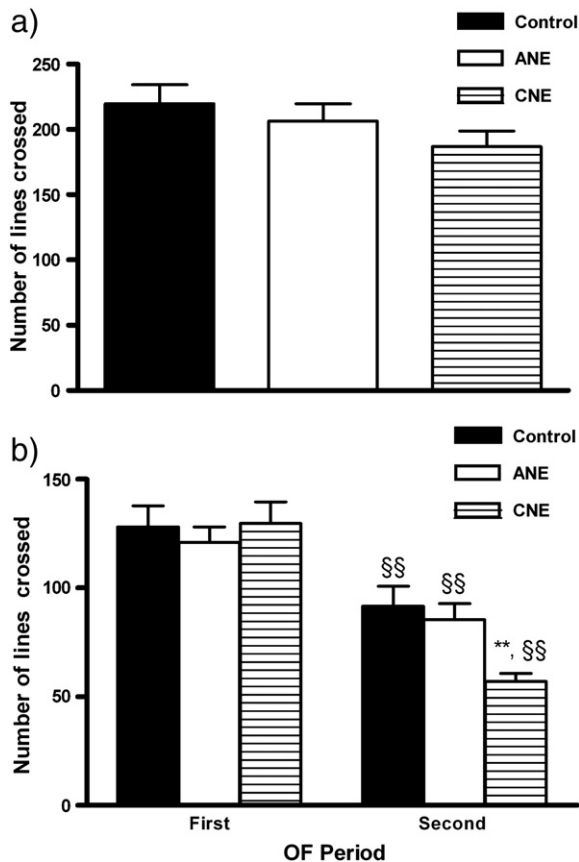 a)
Control
ANE
CNE
Number of lines crossed
250
200
150
100
50
0
b)
Control
ANE
CNE
Number of lines crossed
150
100
50
0
§§
§§
**, §§
First
Second
OF Period